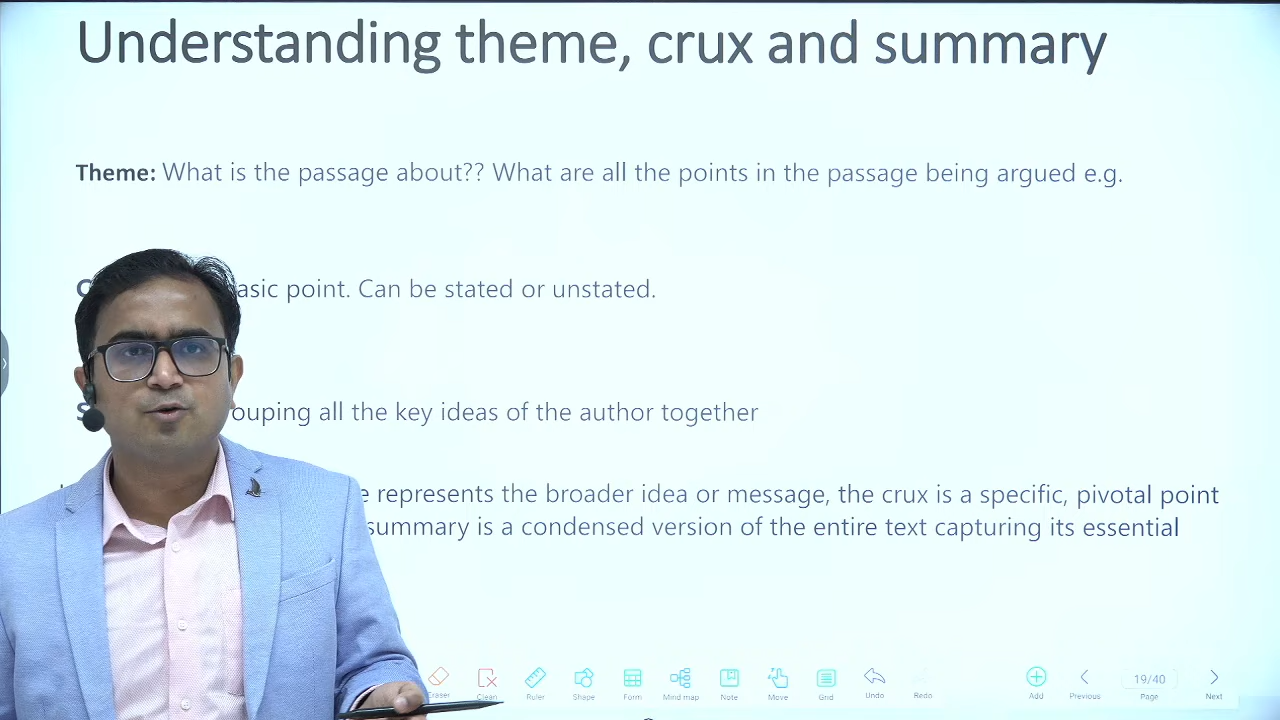 Understanding theme, crux and summary
Theme: What is the passage about?? What are all the points in the passage being argued e.g.
asic point. Can be stated or unstated.
ouping all the key ideas of the author together
e represents the broader idea or message, the crux is a specific, pivotal point
summary is a condensed version of the entire text capturing its essential
Eraser Clean Ruler Shape Form Mind map Note Move Grid Undo Redo Add Previous 19/40 Page Next